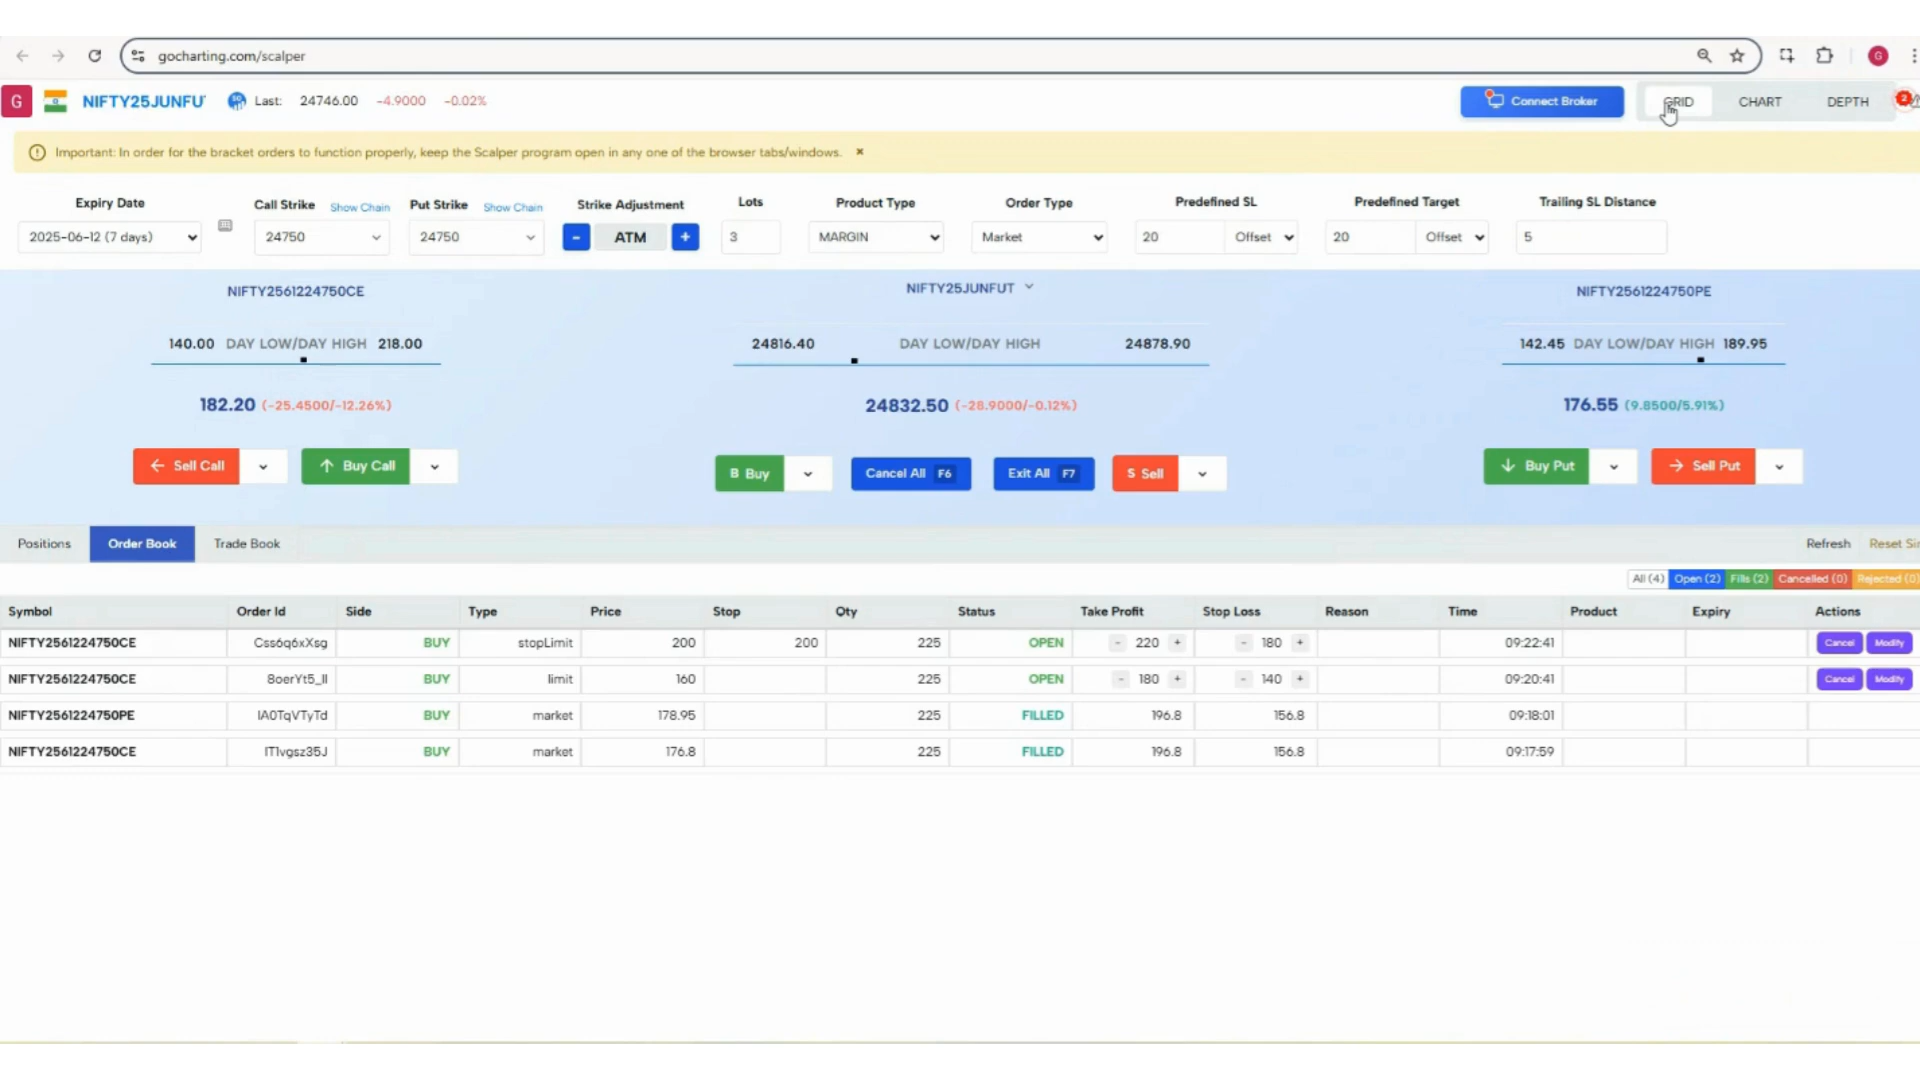 gocharting.com/scalper
G
G NIFTY25JUNFU Last: 24746.00 -4.9000 -0.02% Connect Broker GRID CHART DEPTH 2
Important: In order for the bracket orders to function properly, keep the Scalper program open in any one of the browser tabs/windows. ×
Expiry Date Call Strike Show Chain Put Strike Show Chain Strike Adjustment Lots Product Type Order Type Predefined SL Predefined Target Trailing SL Distance
2025-06-12 (7 days) 24750 24750 - ATM + 3 MARGIN Market 20 Offset 20 Offset 5
NIFTY2561224750CE NIFTY25JUNFUT NIFTY2561224750PE
140.00 DAY LOW/DAY HIGH 218.00 24816.40 DAY LOW/DAY HIGH 24878.90 142.45 DAY LOW/DAY HIGH 189.95
182.20 (-25.4500/-12.26%) 24832.50 (-28.9000/-0.12%) 176.55 (9.8500/5.91%)
← Sell Call ↑ Buy Call B Buy Cancel All F6 Exit All F7 S Sell ↓ Buy Put → Sell Put
Positions Order Book Trade Book Refresh Reset Si
All (4) Open (2) Fills (2) Cancelled (0) Rejected (0)
Symbol Order Id Side Type Price Stop Qty Status Take Profit Stop Loss Reason Time Product Expiry Actions
NIFTY2561224750CE Css6q6xXsg BUY stopLimit 200 200 225 OPEN - 220 + - 180 + 09:22:41 Cancel Modify
NIFTY2561224750CE 8oerYt5_ll BUY limit 160 225 OPEN - 180 + - 140 + 09:20:41 Cancel Modify
NIFTY2561224750PE IA0TqVTyTd BUY market 178.95 225 FILLED 196.8 156.8 09:18:01
NIFTY2561224750CE IT1vgsz35J BUY market 176.8 225 FILLED 196.8 156.8 09:17:59